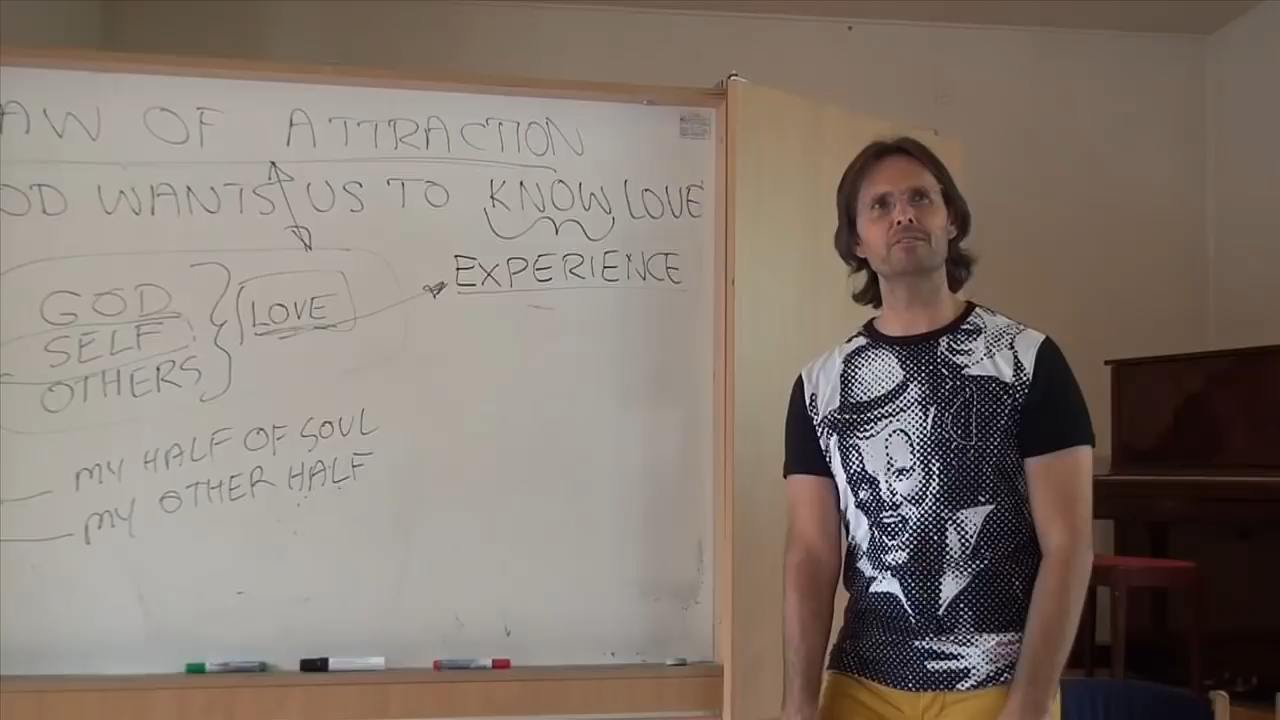 AW OF ATTRACTION
OD WANTS US TO KNOW LOVE
EXPERIENCE
GOD
SELF
OTHERS
LOVE
MY HALF OF SOUL
MY OTHER HALF